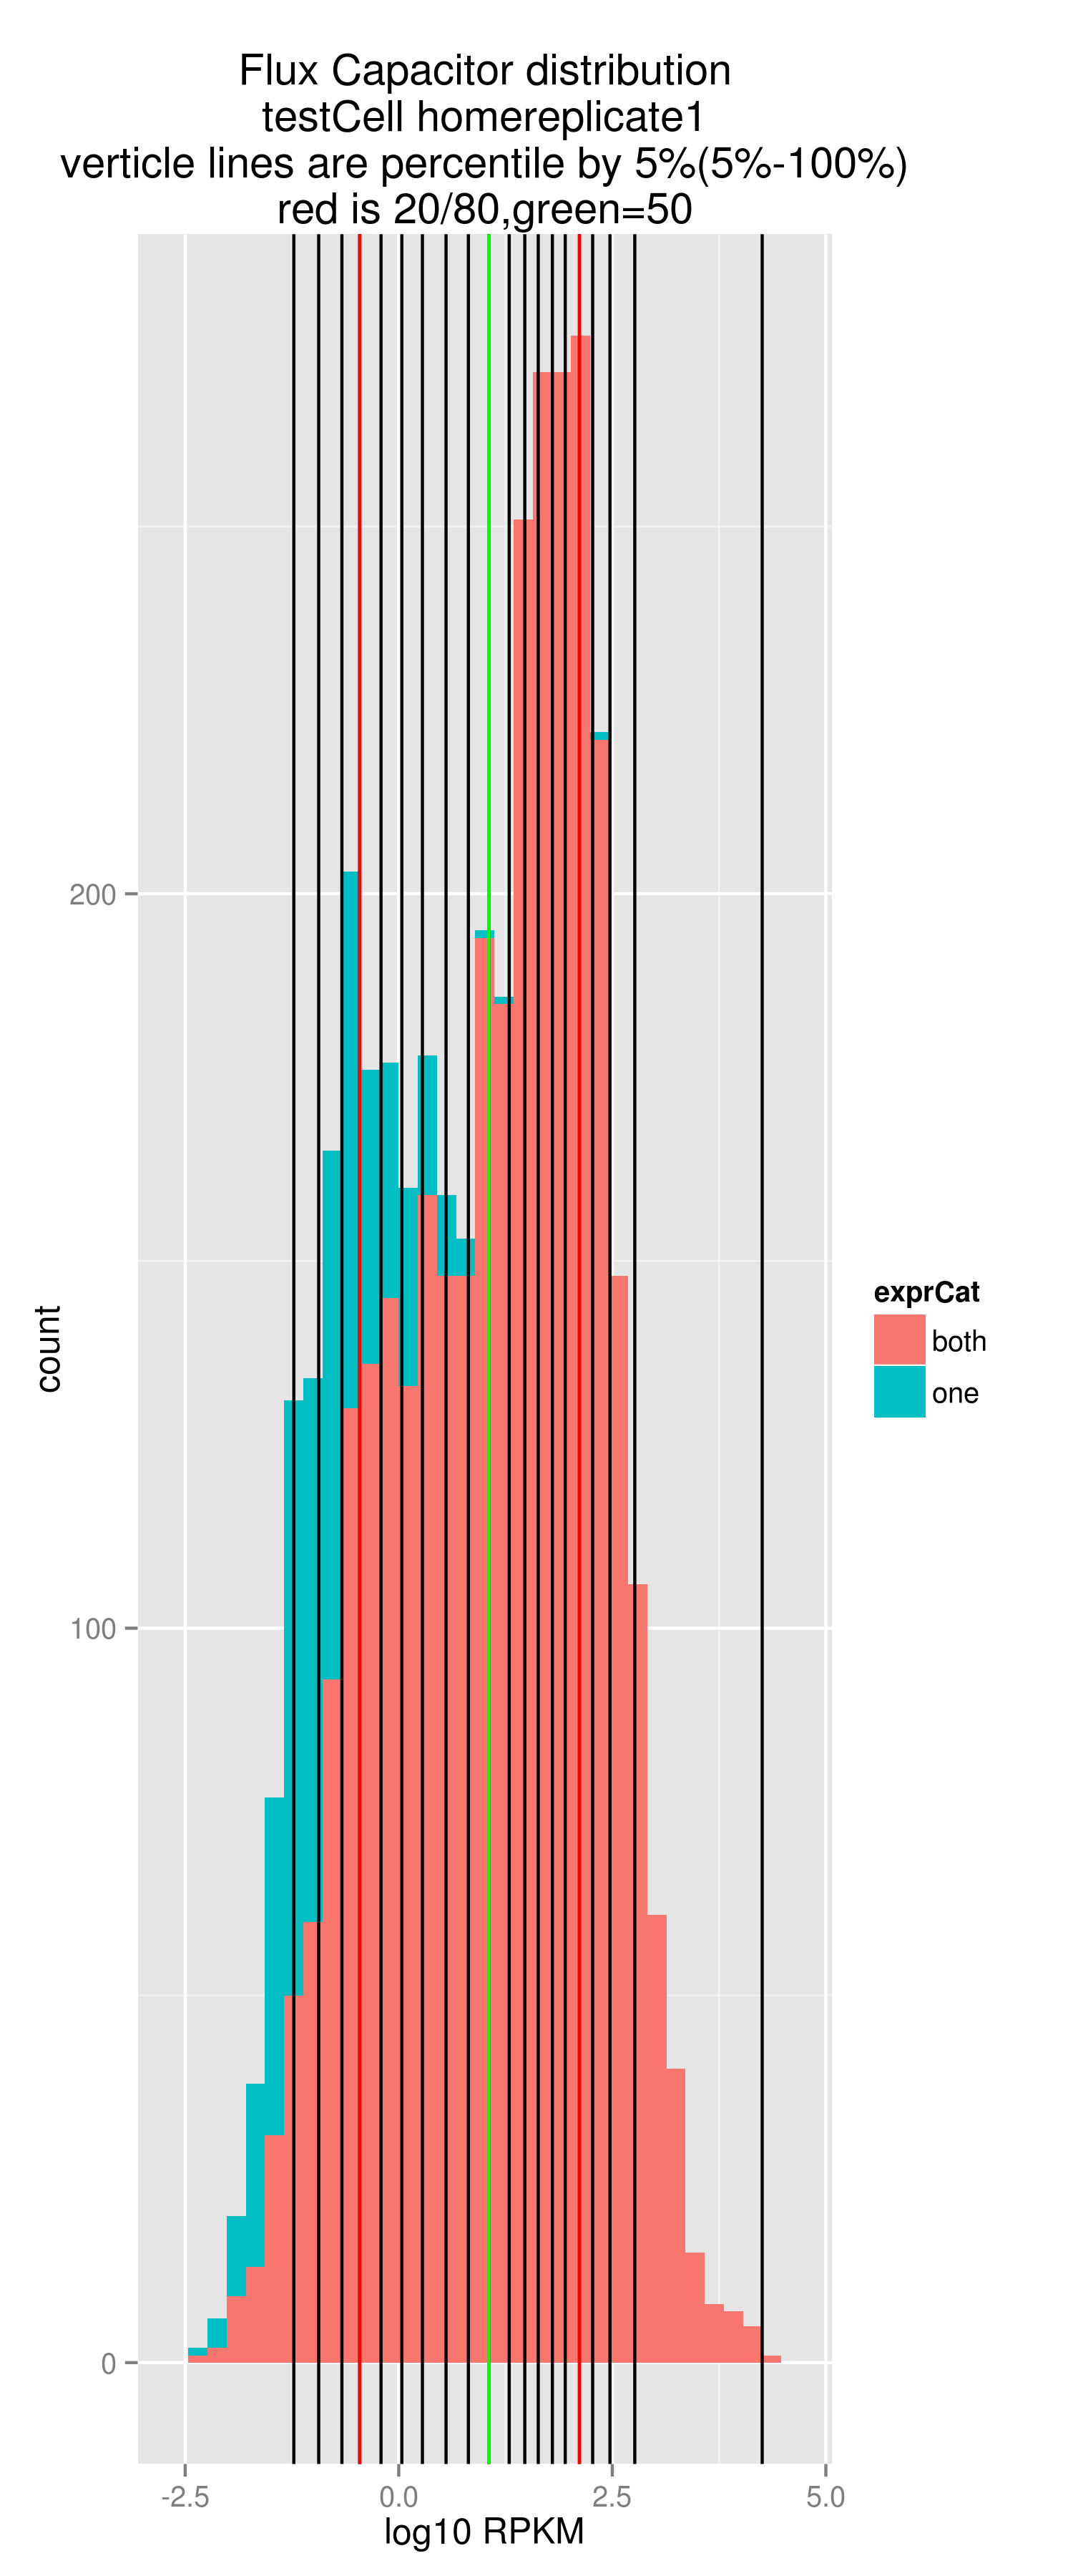 Flux Capacitor distribution
testCell homereplicate1
verticle lines are percentile by 5%(5%-100%)
red is 20/80,green=50
200
100
0
count
-2.5 0.0 2.5 5.0
log10 RPKM
exprCat
both
one